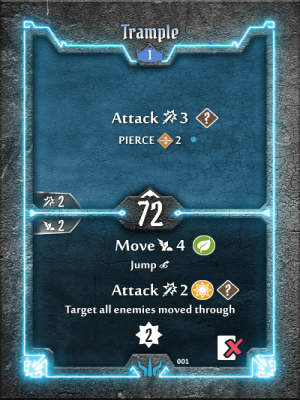 Trample
1
Attack 3 ?
PIERCE 2
2
72
2
Move 4
Jump
Attack 2 ?
Target all enemies moved through
2
001